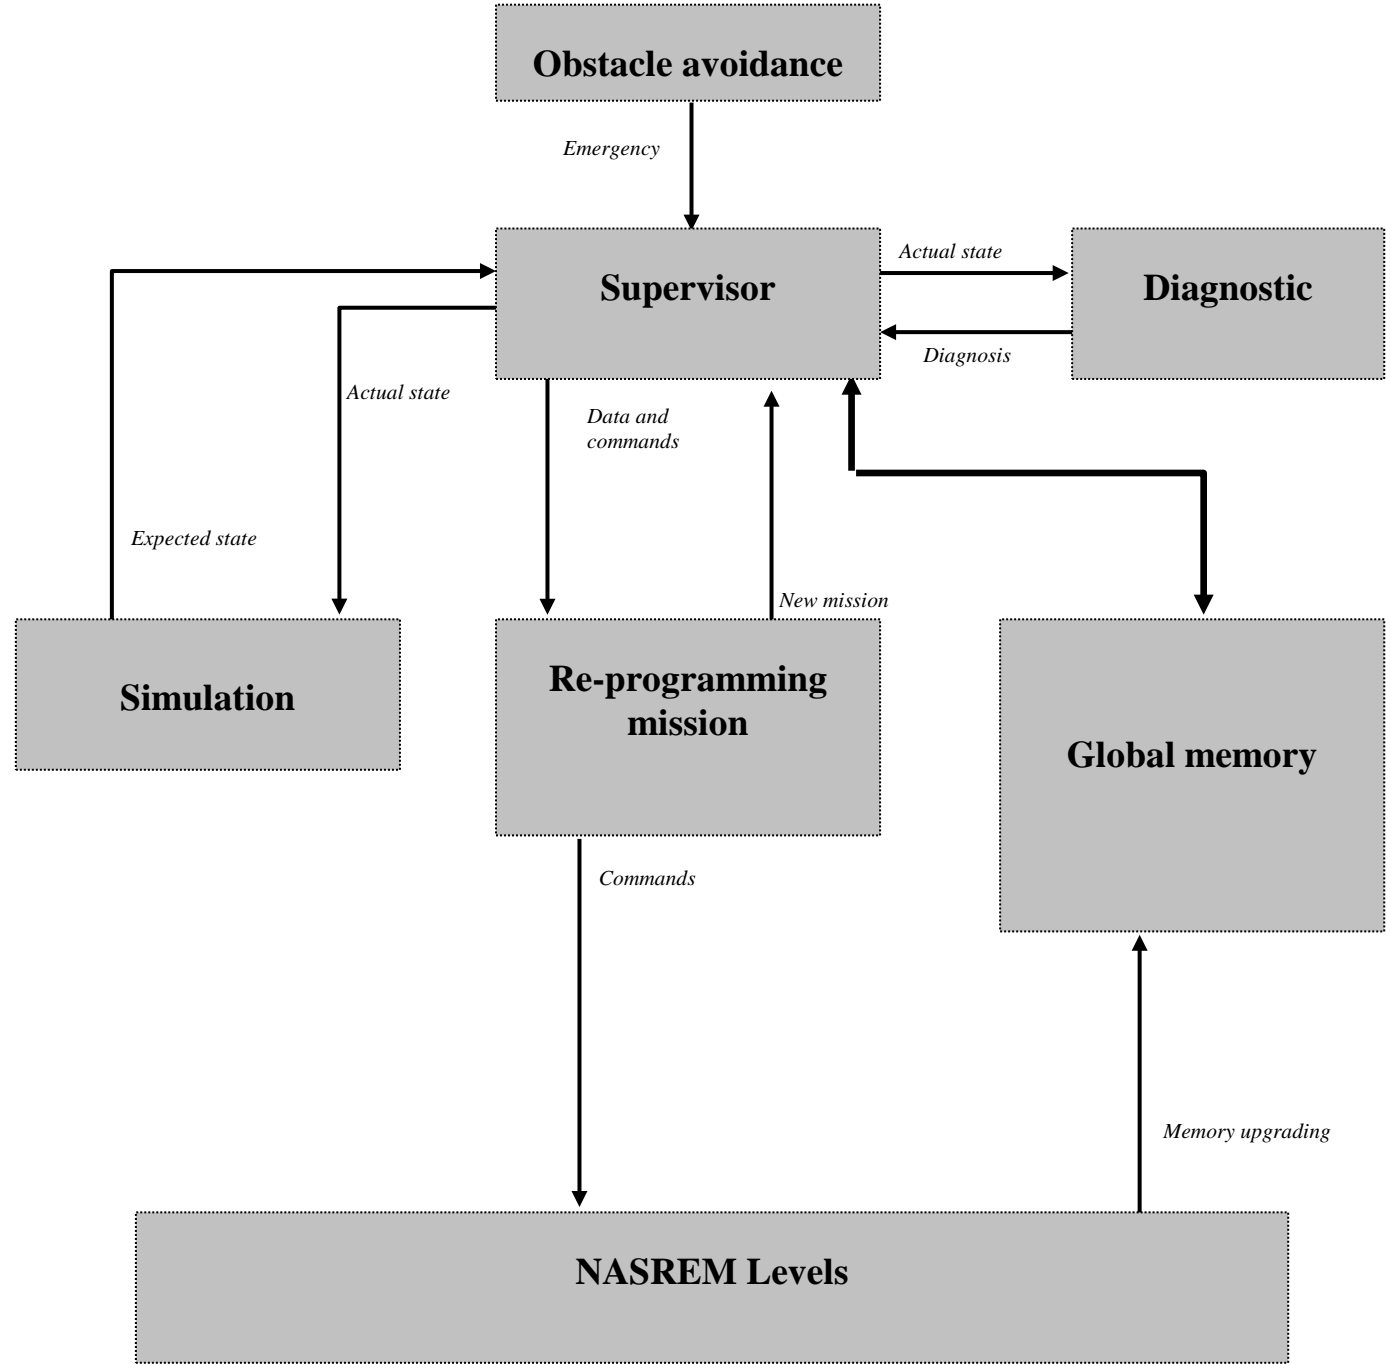 Obstacle avoidance
Emergency
Supervisor
Actual state
Diagnostic
Diagnosis
Actual state
Data and
commands
Expected state
New mission
Simulation
Re-programming
mission
Global memory
Commands
Memory upgrading
NASREM Levels